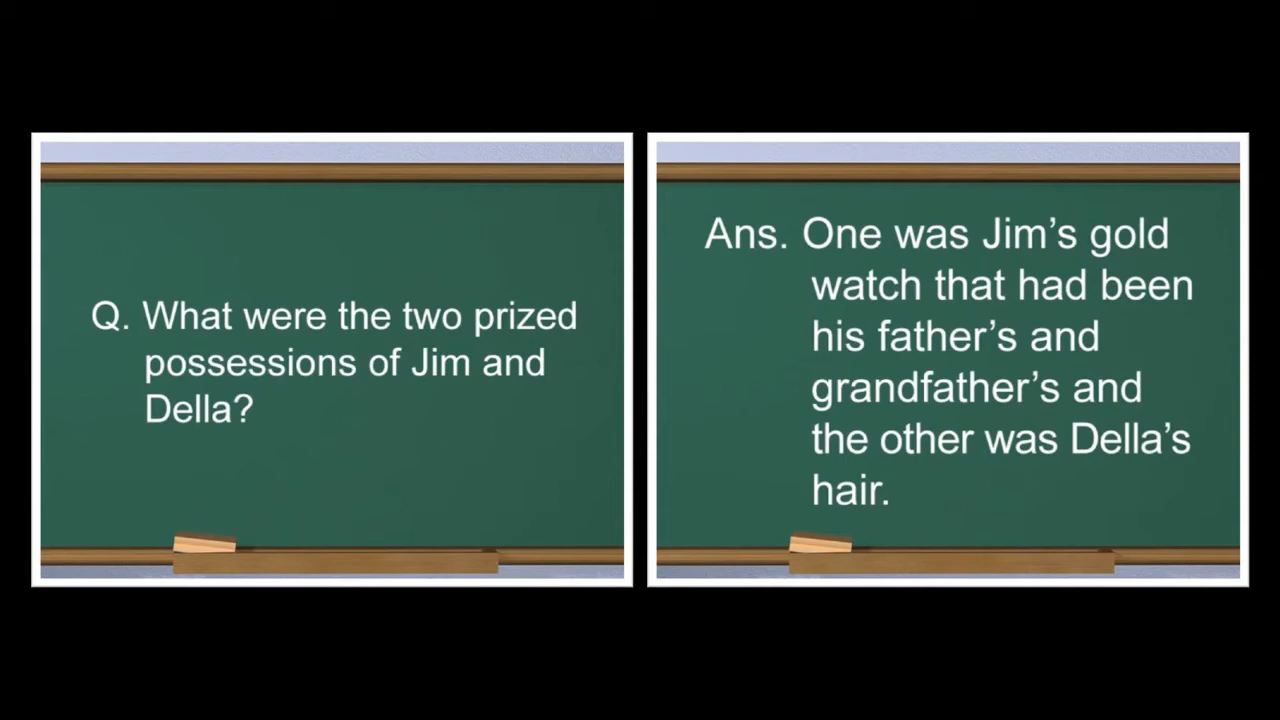 Q. What were the two prized
possessions of Jim and
Della?
Ans. One was Jim’s gold
watch that had been
his father’s and
grandfather’s and
the other was Della’s
hair.